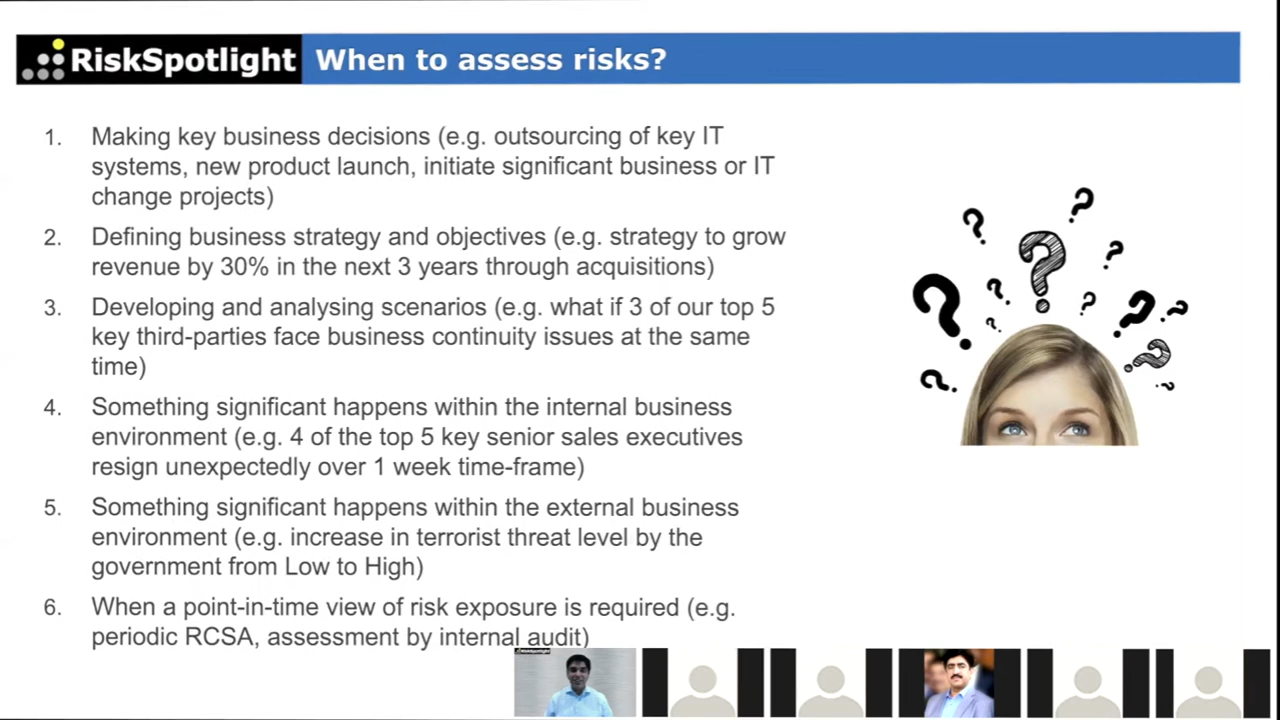 RiskSpotlight When to assess risks?
1. Making key business decisions (e.g. outsourcing of key IT
systems, new product launch, initiate significant business or IT
change projects)
2. Defining business strategy and objectives (e.g. strategy to grow
revenue by 30% in the next 3 years through acquisitions)
3. Developing and analysing scenarios (e.g. what if 3 of our top 5
key third-parties face business continuity issues at the same
time)
4. Something significant happens within the internal business
environment (e.g. 4 of the top 5 key senior sales executives
resign unexpectedly over 1 week time-frame)
5. Something significant happens within the external business
environment (e.g. increase in terrorist threat level by the
government from Low to High)
6. When a point-in-time view of risk exposure is required (e.g.
periodic RCSA, assessment by internal audit)
RiskSpotlight